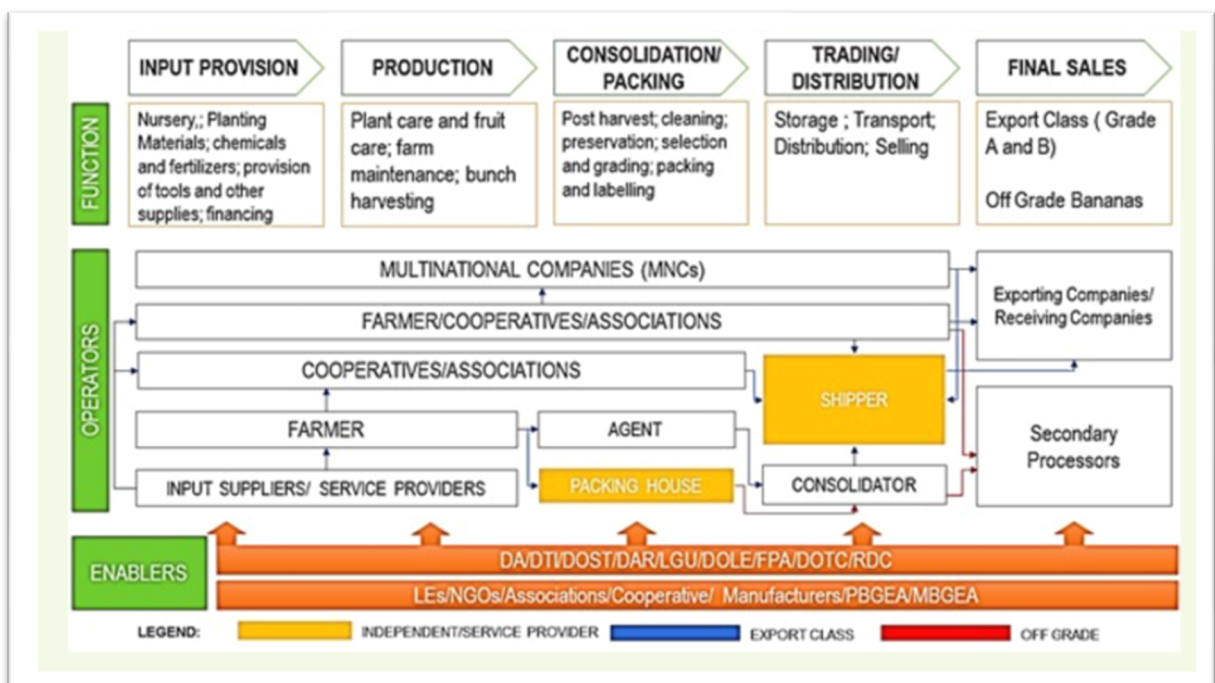 INPUT PROVISION
PRODUCTION
CONSOLIDATION/
PACKING
TRADING/
DISTRIBUTION
FINAL SALES
FUNCTION
Nursery,; Planting
Materials; chemicals
and fertilizers; provision
of tools and other
supplies; financing
Plant care and fruit
care; farm
maintenance; bunch
harvesting
Post harvest; cleaning;
preservation; selection
and grading; packing
and labelling
Storage ; Transport;
Distribution; Selling
Export Class ( Grade
A and B)
Off Grade Bananas
OPERATORS
MULTINATIONAL COMPANIES (MNCs)
FARMER/COOPERATIVES/ASSOCIATIONS
COOPERATIVES/ASSOCIATIONS
FARMER
AGENT
INPUT SUPPLIERS/ SERVICE PROVIDERS
PACKING HOUSE
SHIPPER
CONSOLIDATOR
Exporting Companies/
Receiving Companies
Secondary
Processors
ENABLERS
DA/DTI/DOST/DAR/LGU/DOLE/FPA/DOTC/RDC
LEs/NGOs/Associations/Cooperative/ Manufacturers/PBGEA/MBGEA
LEGEND:
INDEPENDENT/SERVICE PROVIDER
EXPORT CLASS
OFF GRADE